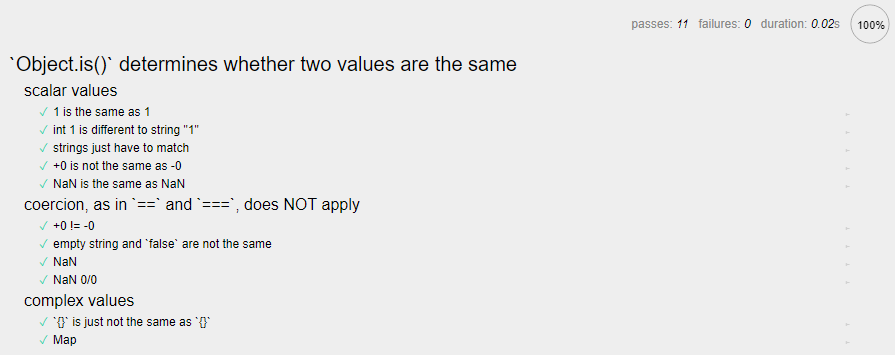 passes: 11 failures: 0 duration: 0.02s 100%
`Object.is()` determines whether two values are the same
scalar values
✓ 1 is the same as 1
✓ int 1 is different to string "1"
✓ strings just have to match
✓ +0 is not the same as -0
✓ NaN is the same as NaN
coercion, as in `==` and `===`, does NOT apply
✓ +0 != -0
✓ empty string and `false` are not the same
✓ NaN
✓ NaN 0/0
complex values
✓ `{}` is just not the same as `{}`
✓ Map